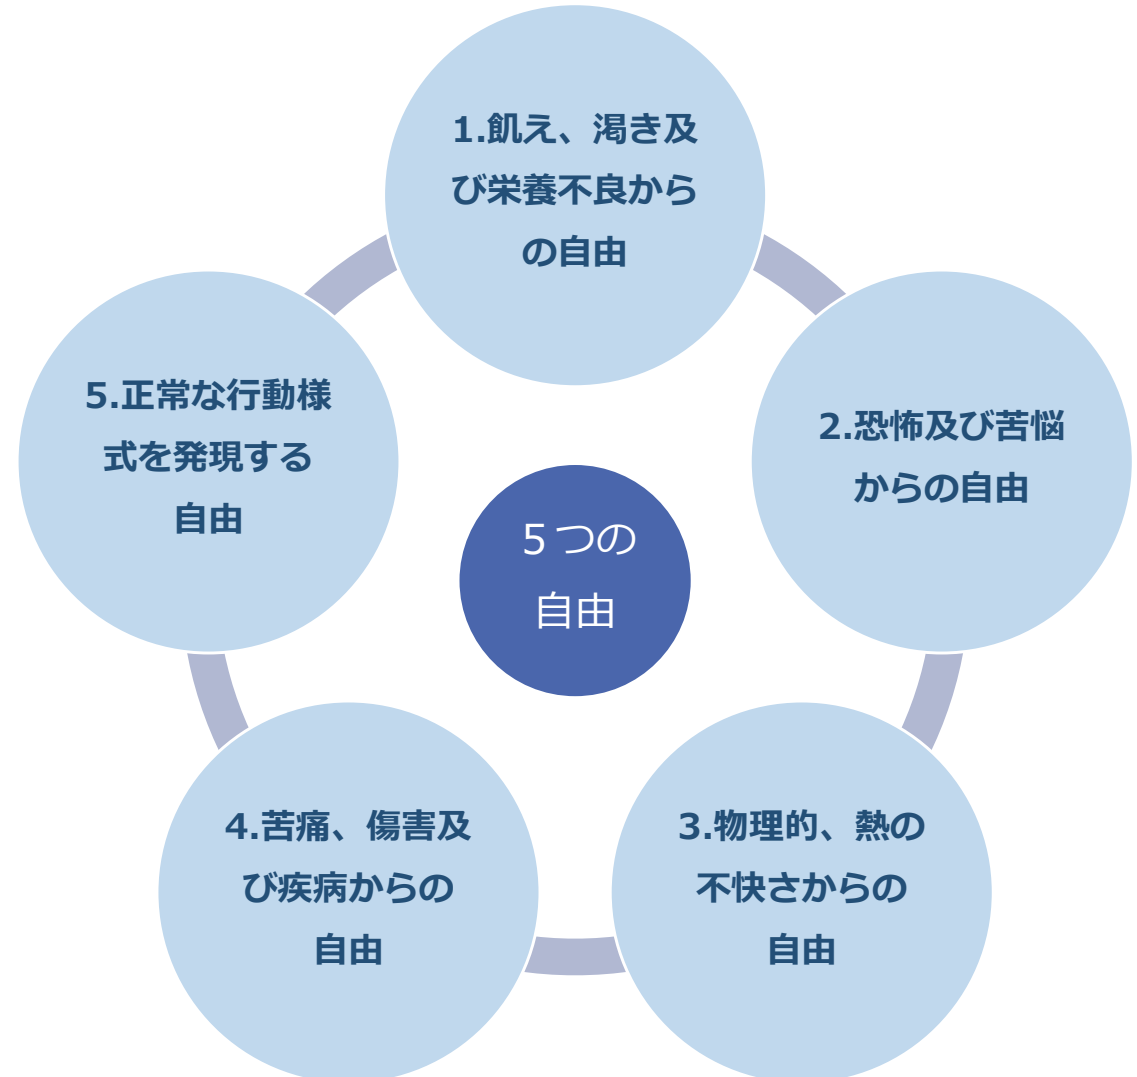 1.飢え、渇き及
び栄養不良から
の自由
2.恐怖及び苦悩
からの自由
3.物理的、熱の
不快さからの
自由
4.苦痛、傷害及
び疾病からの
自由
5.正常な行動様
式を発現する
自由
５つの
自由